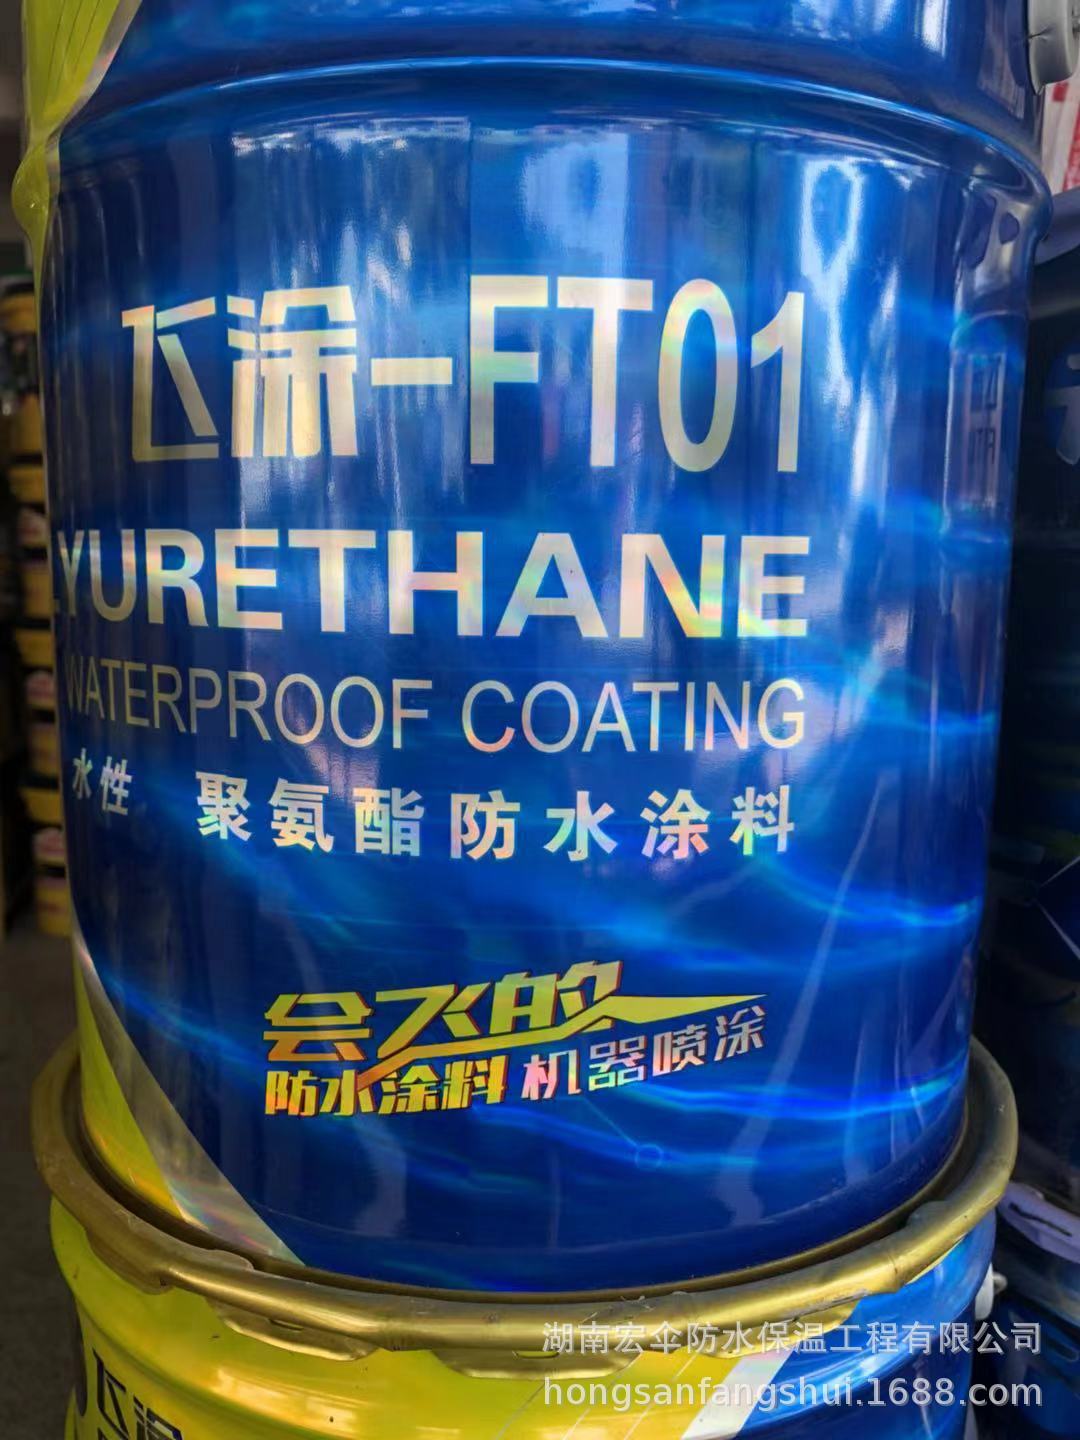 飞涂-FT01
YURETHANE
WATERPROOF COATING
水性 聚氨酯防水涂料
会飞的
防水涂料 机器喷涂
飞涂
湖南宏伞防水保温工程有限公司
hongsanfangshui.1688.com